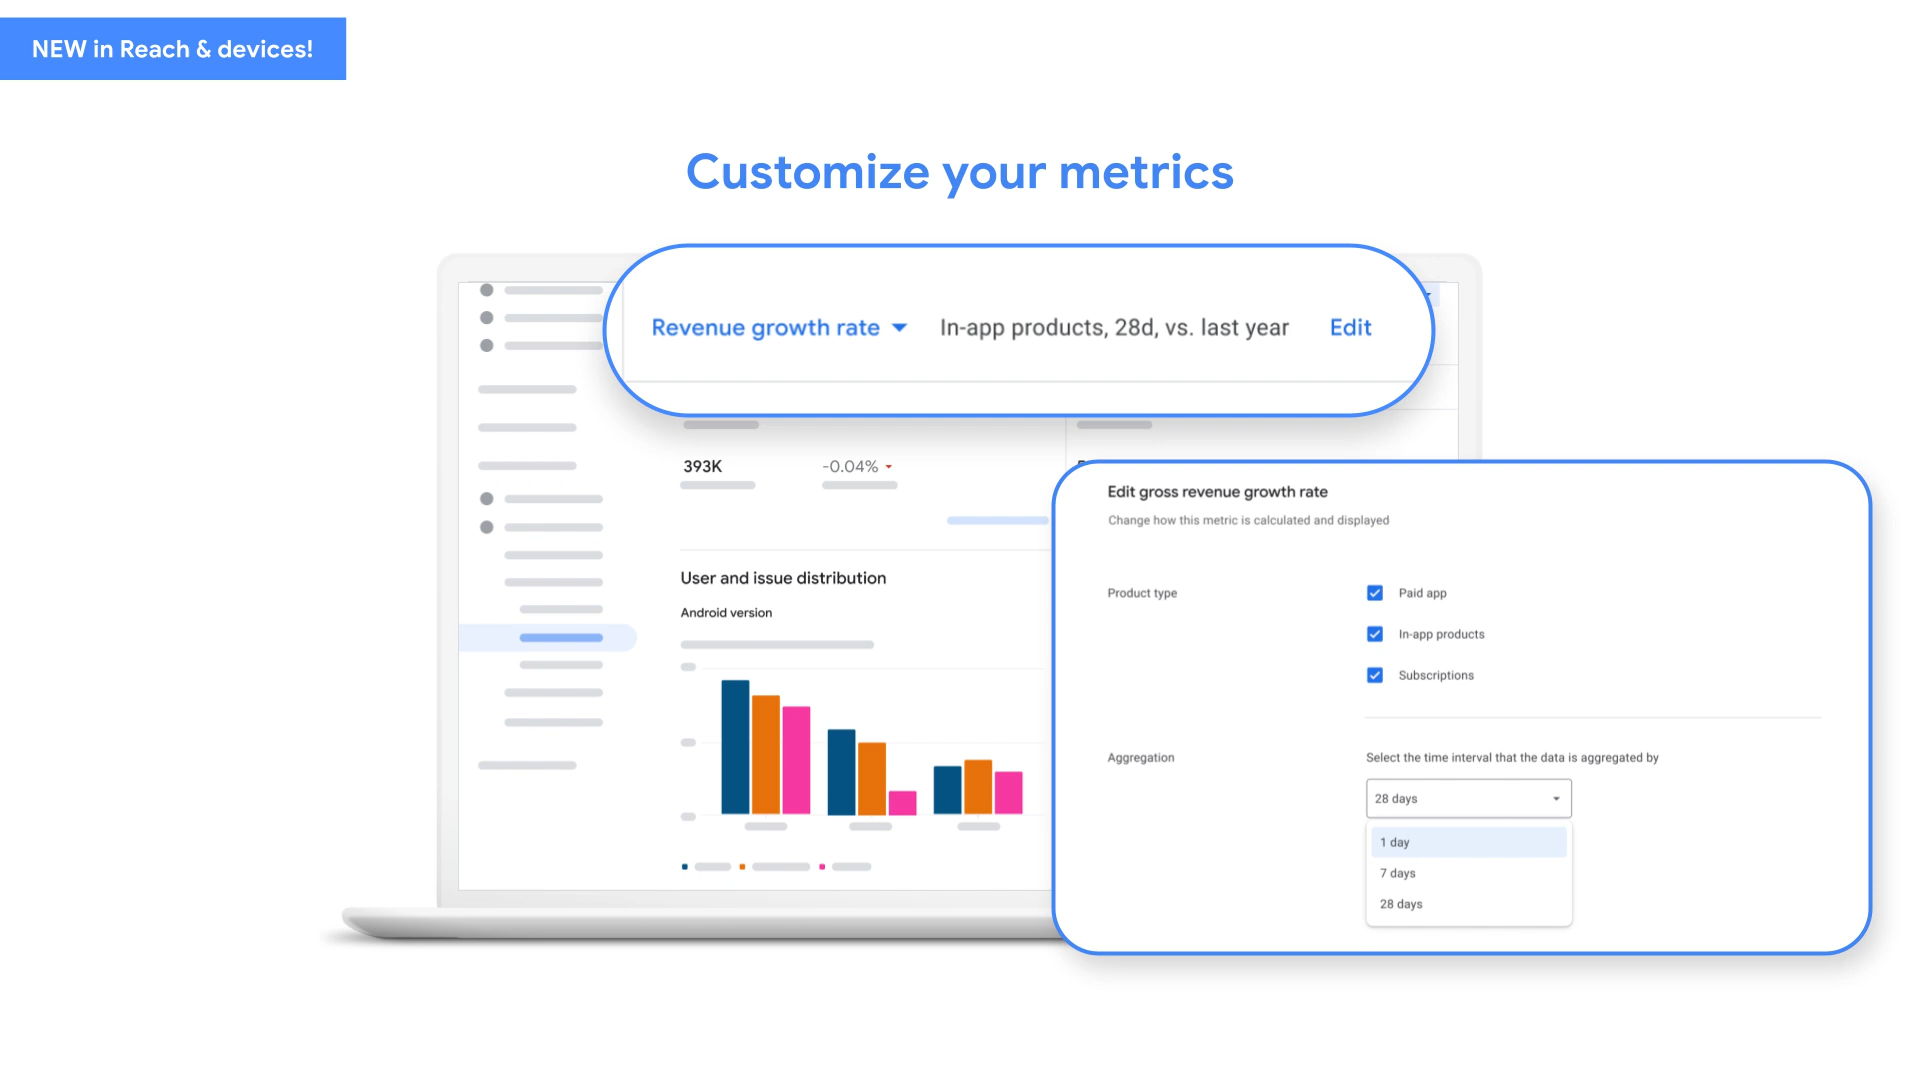 NEW in Reach & devices!
Customize your metrics
Revenue growth rate In-app products, 28d, vs. last year Edit
393K -0.04%
User and issue distribution
Android version
Edit gross revenue growth rate
Change how this metric is calculated and displayed
Product type
Paid app
In-app products
Subscriptions
Aggregation
Select the time interval that the data is aggregated by
28 days
1 day
7 days
28 days